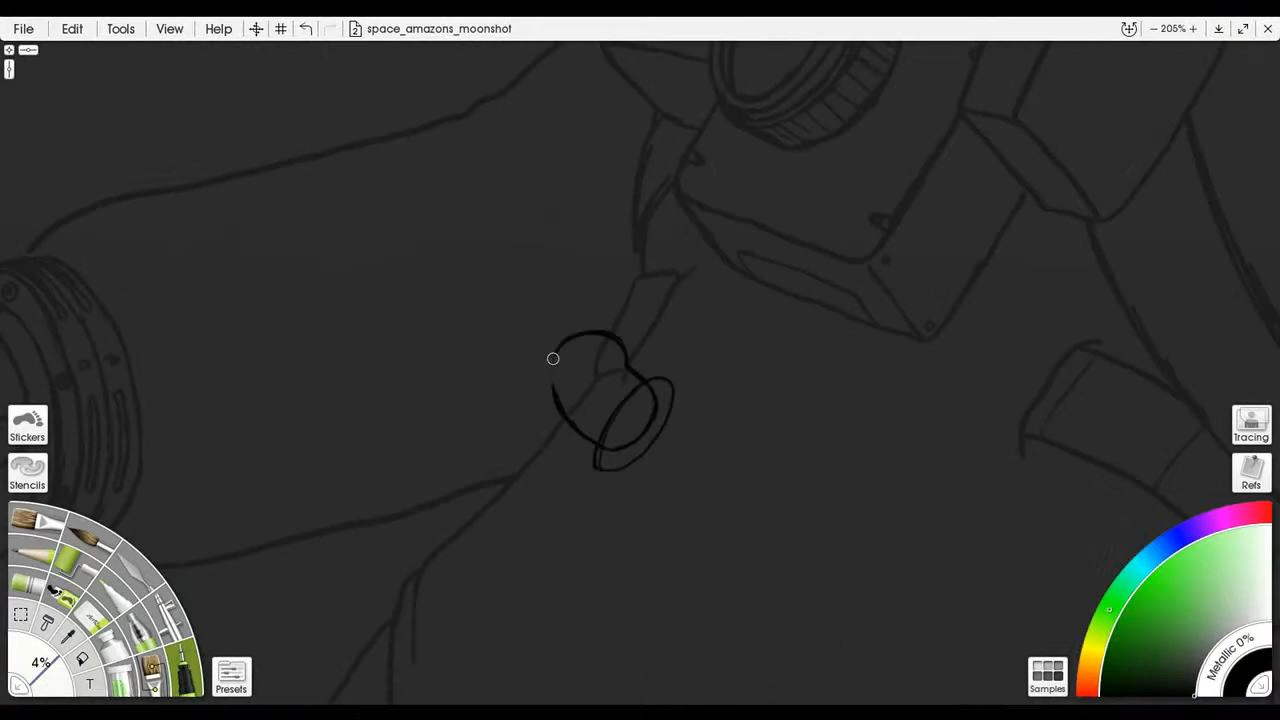 File Edit Tools View Help space_amazons_moonshot 205%
Stickers
Stencils
4%
T
Presets
Tracing
Refs
Metallic 0%
Samples